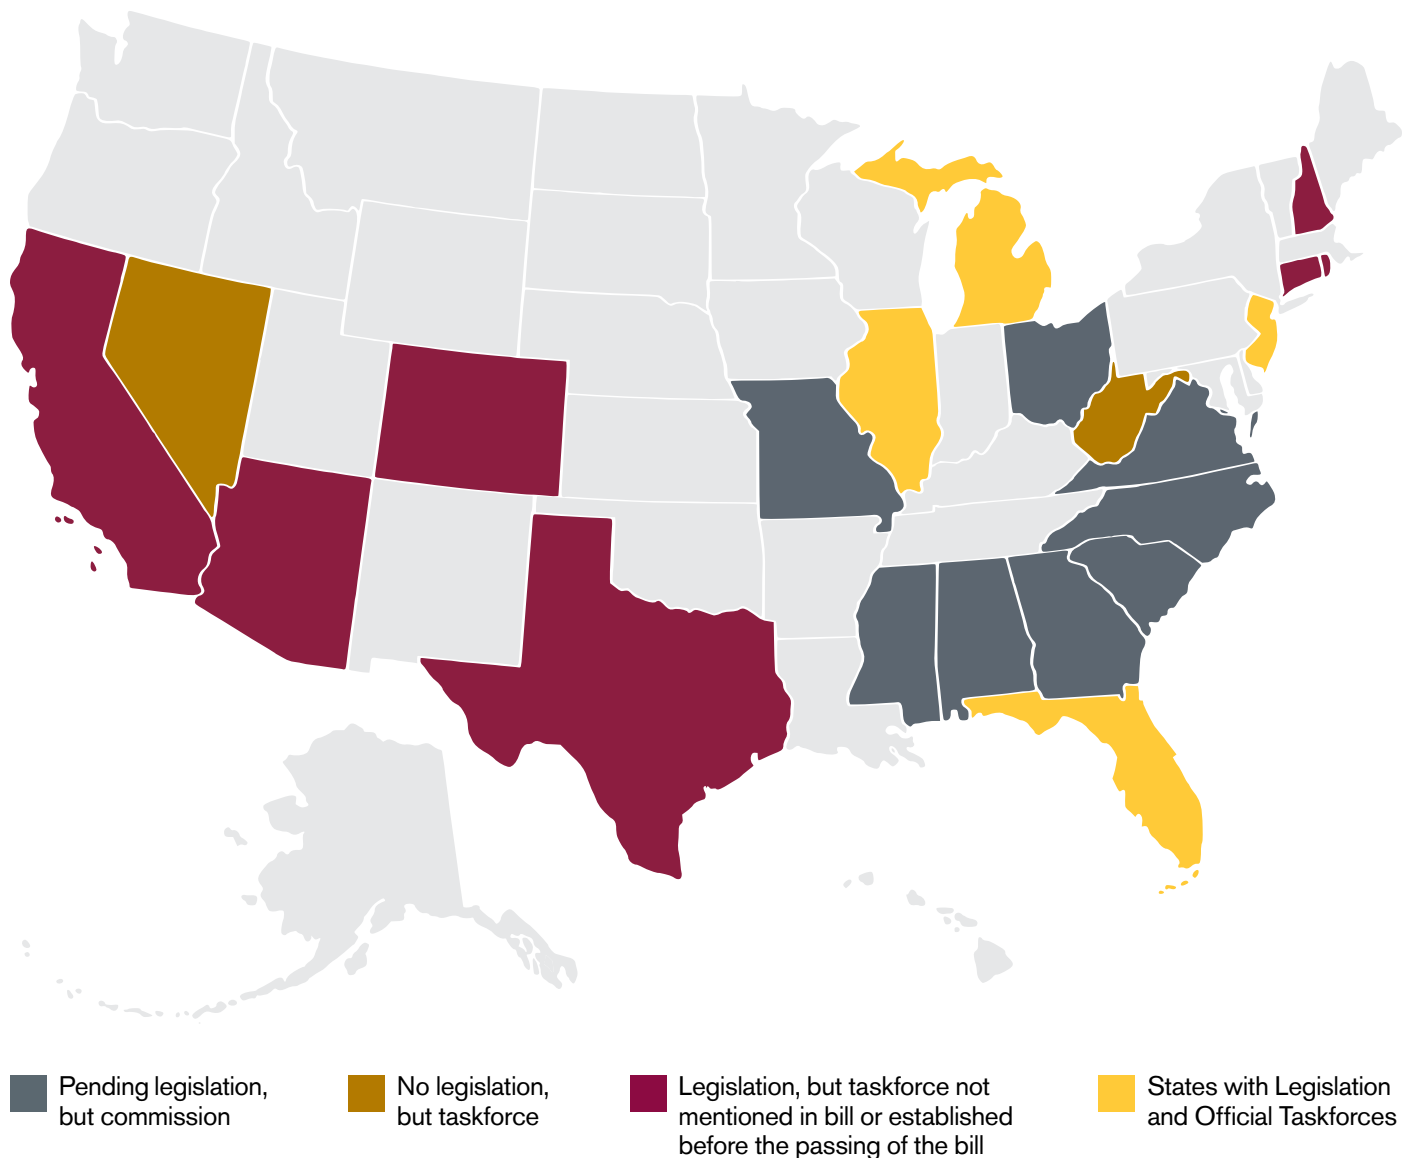 Pending legislation,
but commission
No legislation,
but taskforce
Legislation, but taskforce not
mentioned in bill or established
before the passing of the bill
States with Legislation
and Official Taskforces